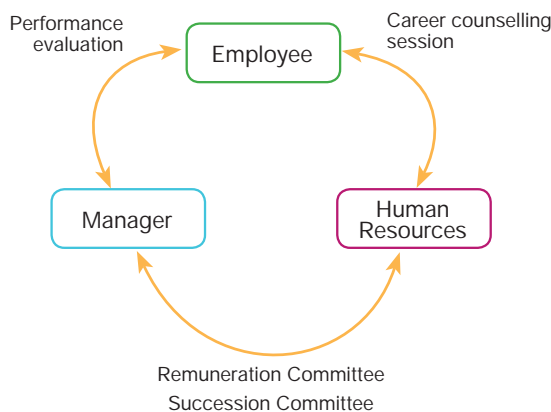 Performance
evaluation
Career counselling
session
Employee
Manager
Human
Resources
Remuneration Committee
Succession Committee